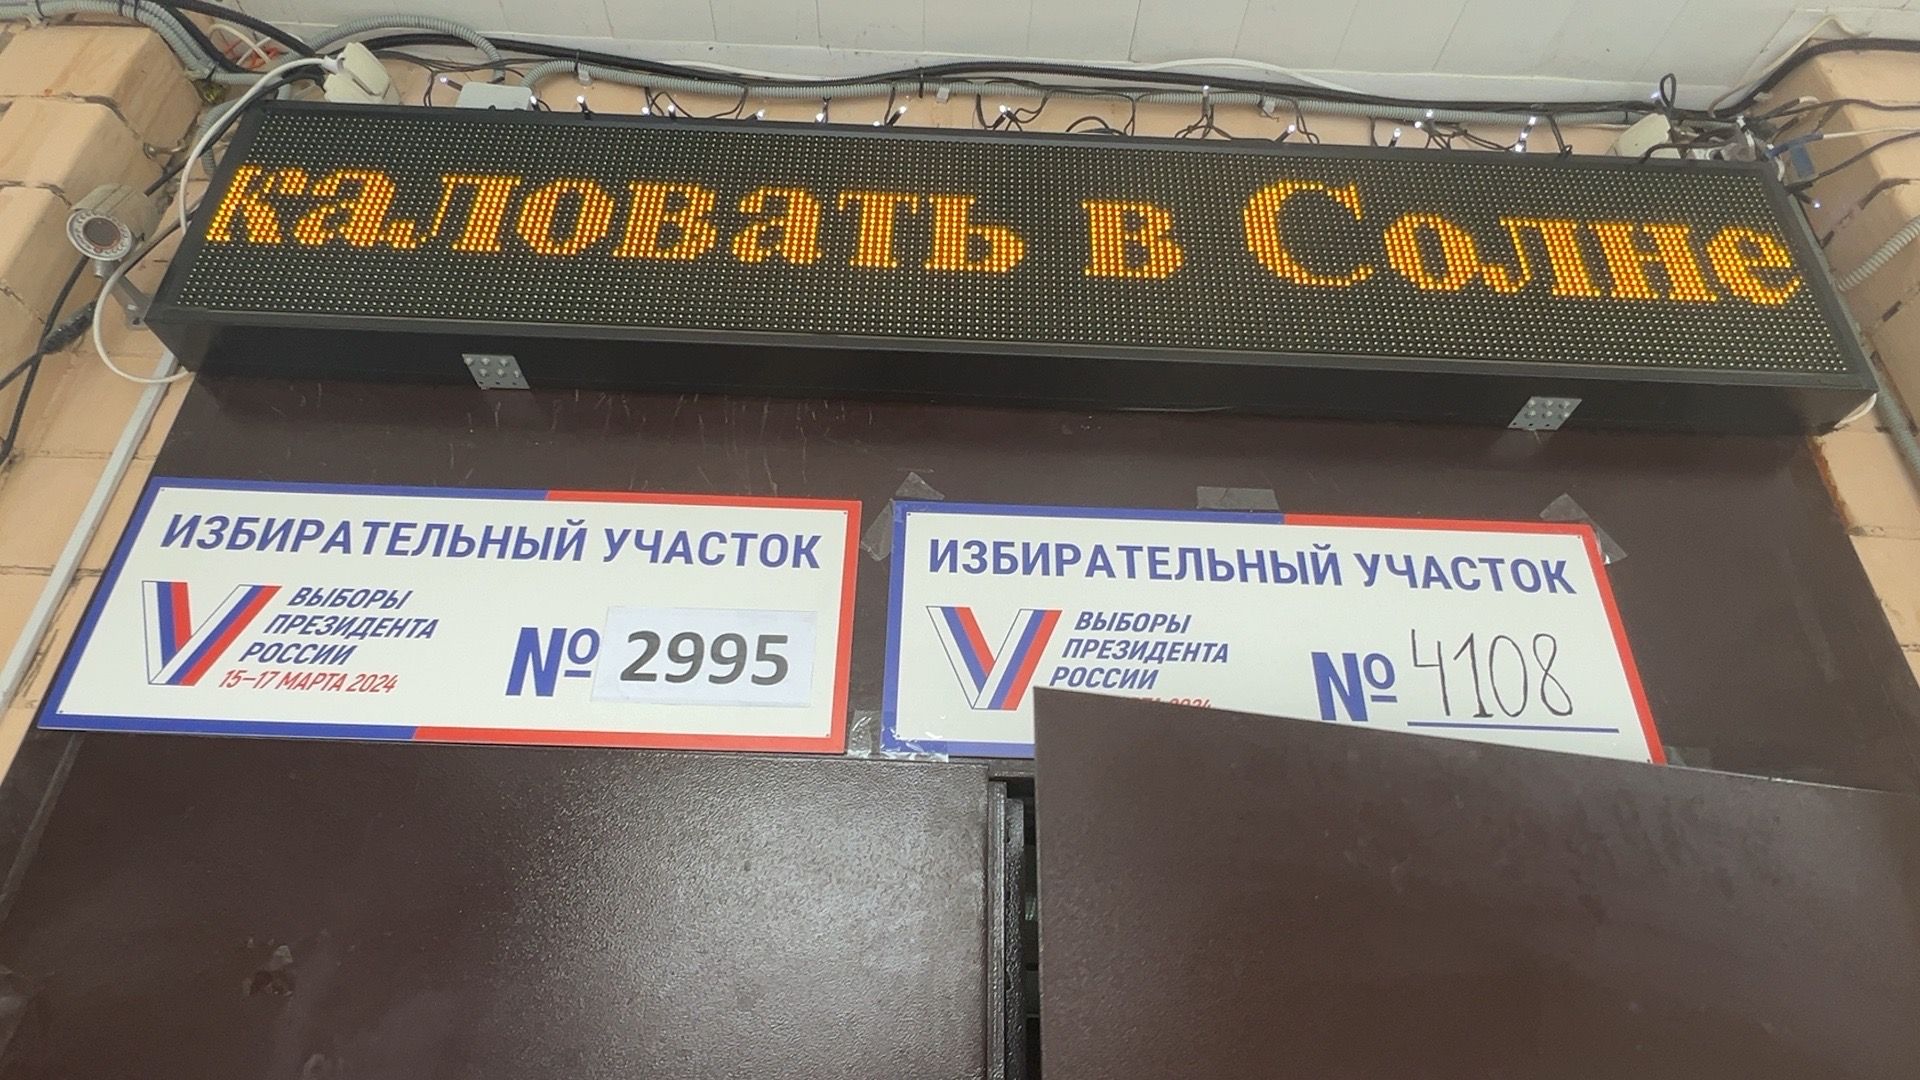 каловать в Солне
ИЗБИРАТЕЛЬНЫЙ УЧАСТОК
ВЫБОРЫ
ПРЕЗИДЕНТА
РОССИИ
15–17 МАРТА 2024
№ 2995
ИЗБИРАТЕЛЬНЫЙ УЧАСТОК
ВЫБОРЫ
ПРЕЗИДЕНТА
РОССИИ
2024
№ 4108